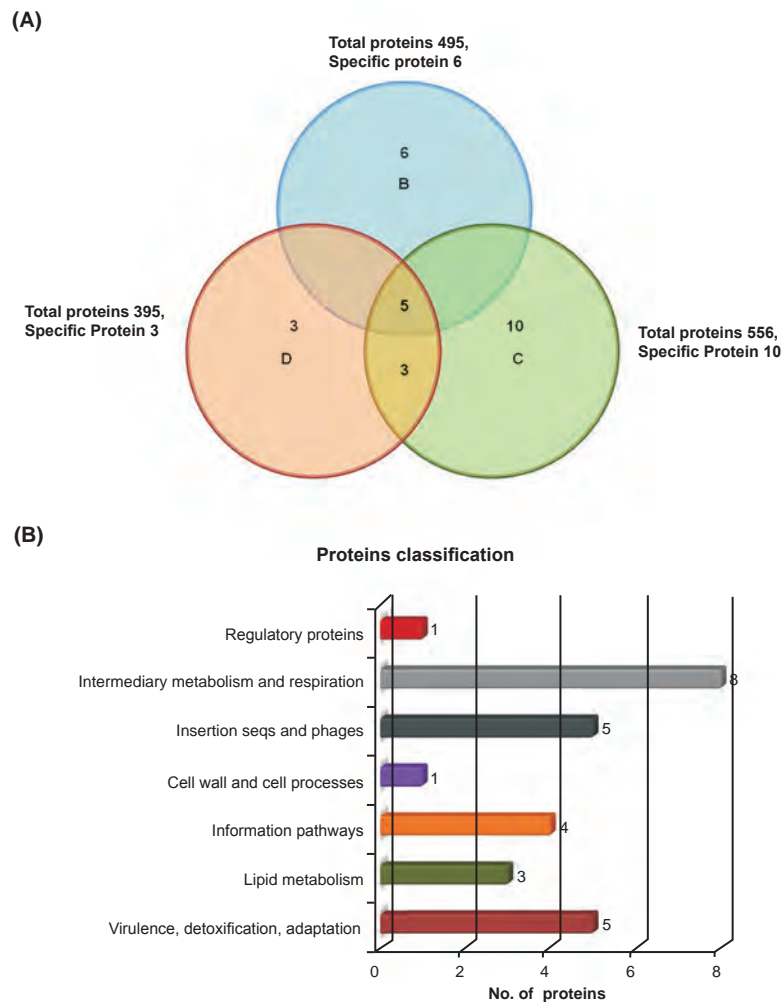 (A)
Total proteins 495,
Specific protein 6
6
B
5
Total proteins 395,
Specific Protein 3
3
10
Total proteins 556,
Specific Protein 10
D
3
C
(B)
Proteins classification
Regulatory proteins
1
Intermediary metabolism and respiration
8
Insertion seqs and phages
5
Cell wall and cell processes
1
Information pathways
4
Lipid metabolism
3
Virulence, detoxification, adaptation
5
0 2 4 6 8
No. of proteins